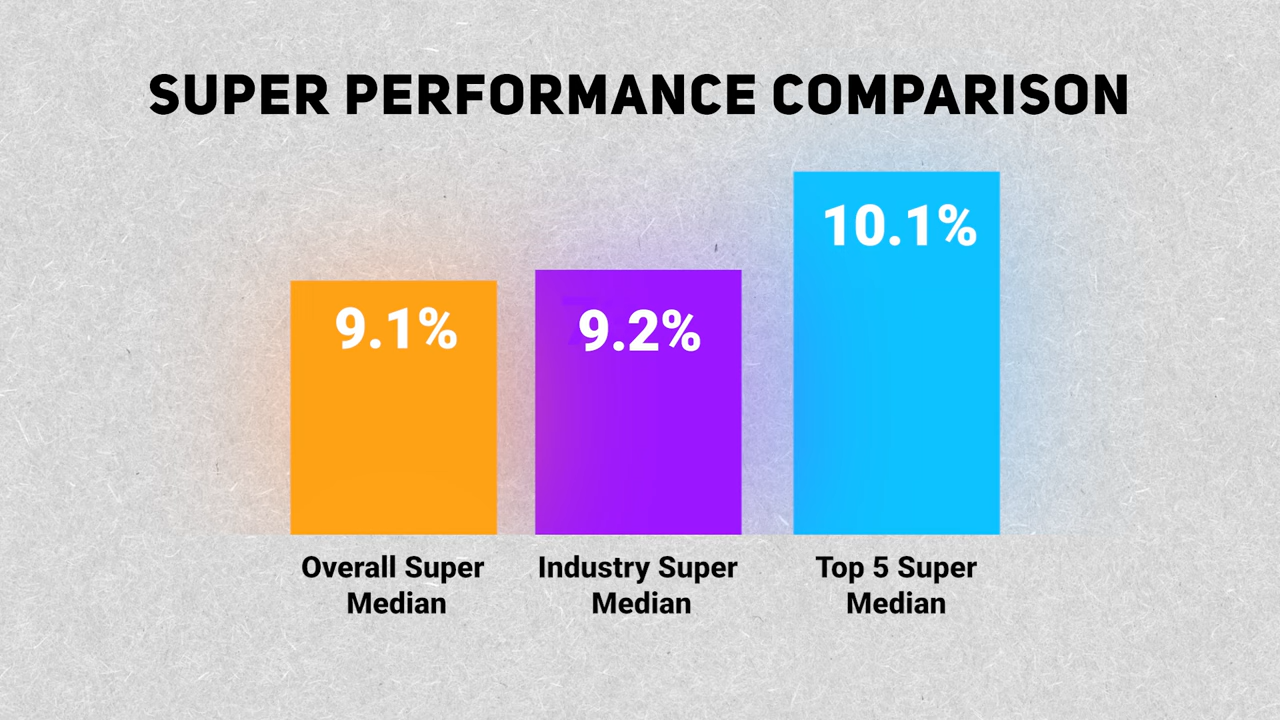 SUPER PERFORMANCE COMPARISON
10.1%
9.1%
9.2%
Overall Super
Median
Industry Super
Median
Top 5 Super
Median